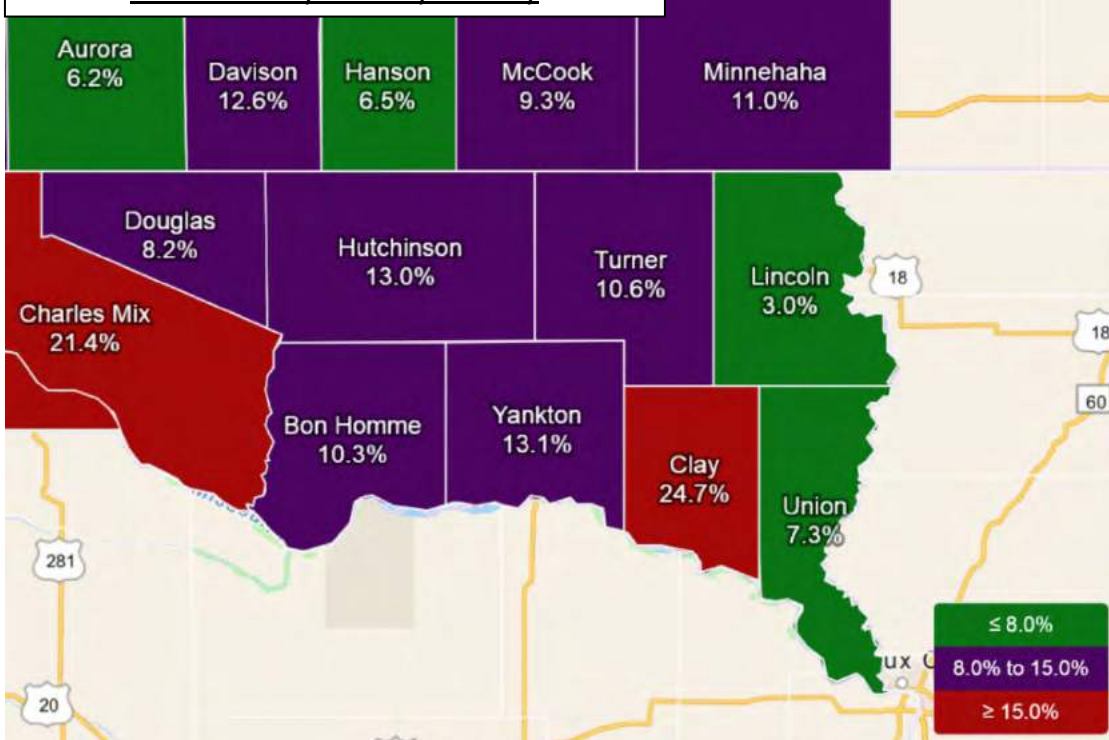 Aurora
6.2%
Davison
12.6%
Hanson
6.5%
McCook
9.3%
Minnehaha
11.0%
Douglas
8.2%
Hutchinson
13.0%
Turner
10.6%
Lincoln
3.0%
18
Charles Mix
21.4%
18
Bon Homme
10.3%
Yankton
13.1%
60
Clay
24.7%
Union
7.3%
281
20
≤ 8.0%
8.0% to 15.0%
≥ 15.0%